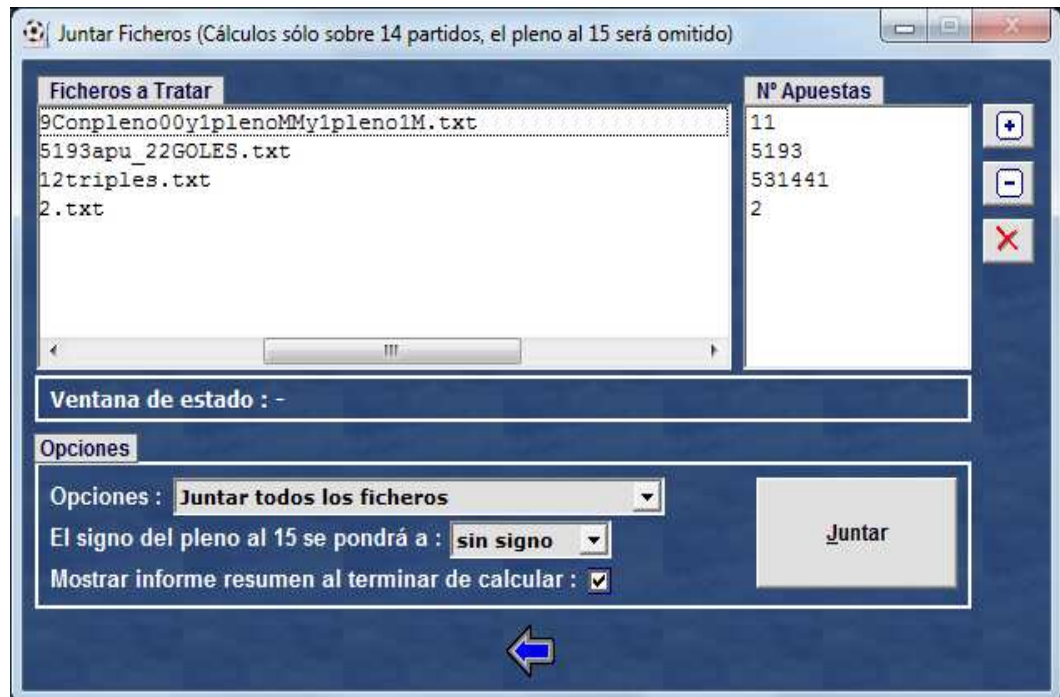 Juntar Ficheros (Cálculos sólo sobre 14 partidos, el pleno al 15 será omitido)
Ficheros a Tratar
Nº Apuestas
9Conpleno00y1plenoMMy1pleno1M.txt
11
5193apu_22GOLES.txt
5193
12triples.txt
531441
2.txt
2
Ventana de estado : -
Opciones
Opciones : Juntar todos los ficheros
El signo del pleno al 15 se pondrá a : sin signo
Mostrar informe resumen al terminar de calcular :
Juntar